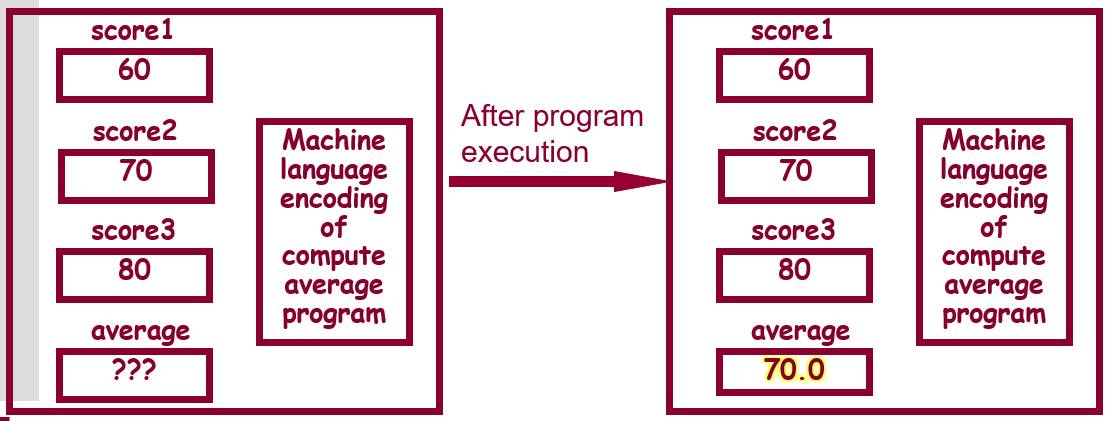 score1
60
score2
70
score3
80
average
???
Machine
language
encoding
of
compute
average
program
After program
execution
score1
60
score2
70
score3
80
average
70.0
Machine
language
encoding
of
compute
average
program